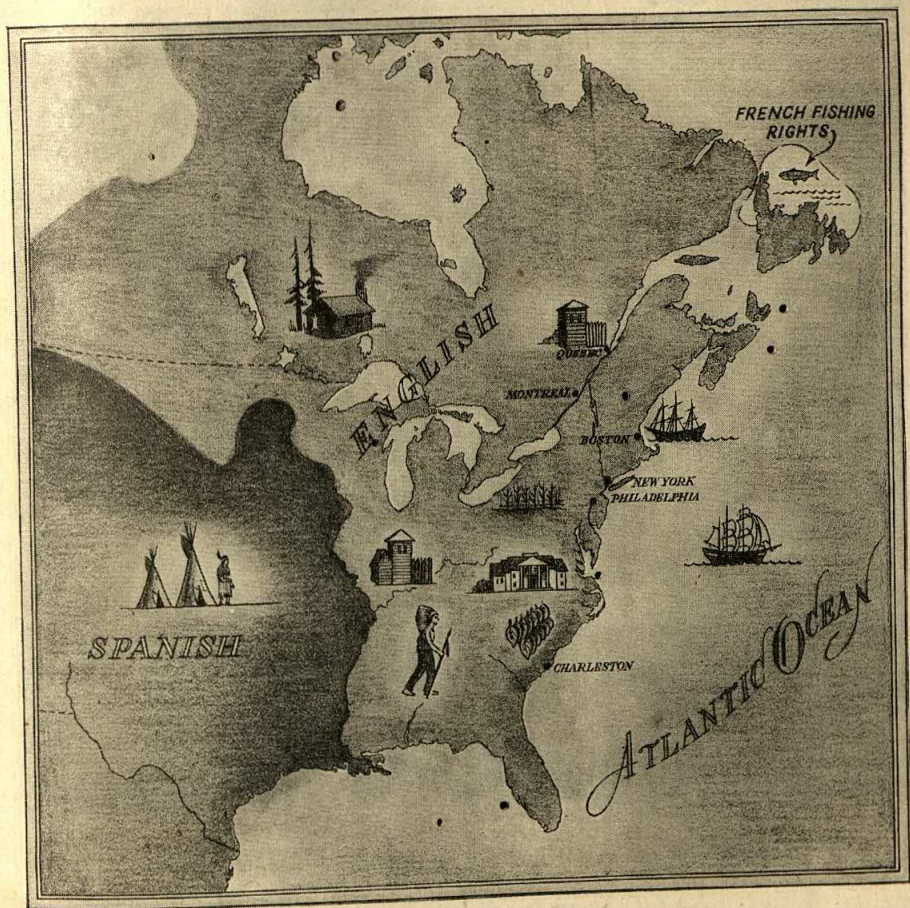 FRENCH FISHING
RIGHTS
ENGLISH
QUEBEC
MONTREAL
BOSTON
NEW YORK
PHILADELPHIA
SPANISH
CHARLESTON
ATLANTIC OCEAN